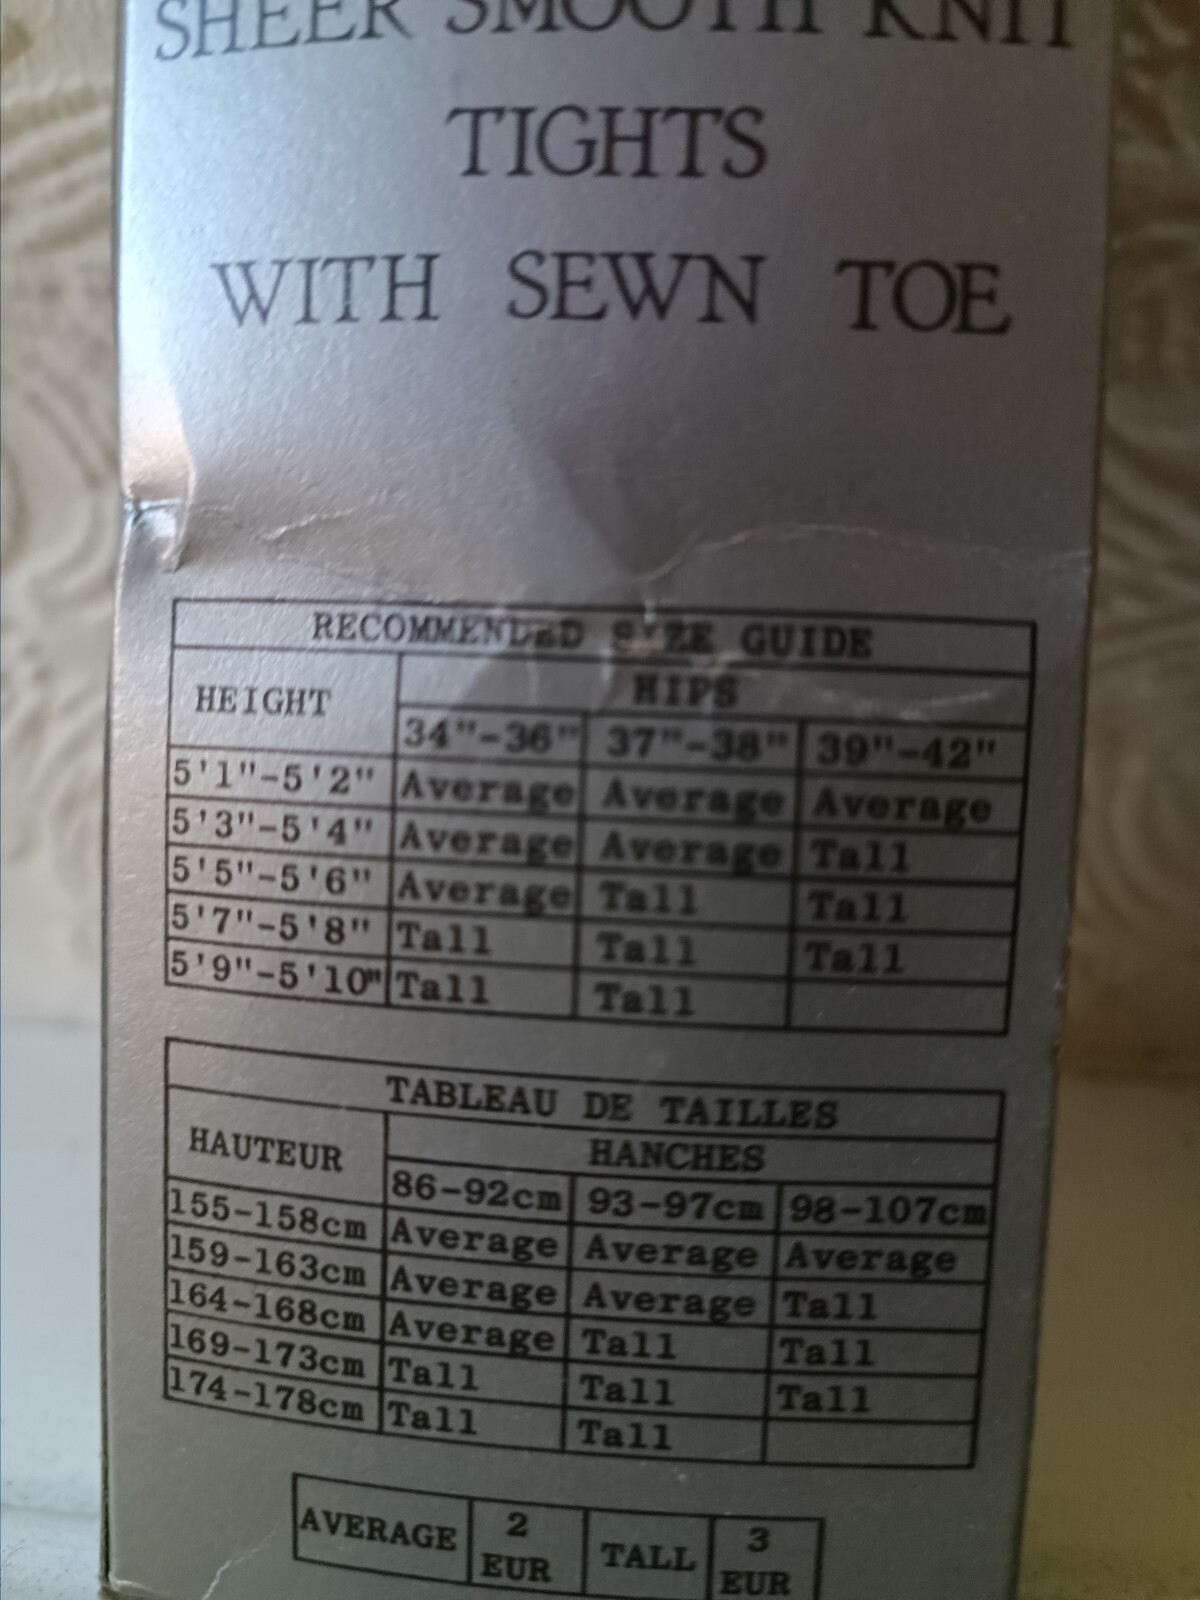 SHEER SMOOTH KNIT
TIGHTS
WITH SEWN TOE
RECOMMENDED SIZE GUIDE
HEIGHT HIPS
34"-36" 37"-38" 39"-42"
5'1"-5'2" Average Average Average
5'3"-5'4" Average Average Tall
5'5"-5'6" Average Tall Tall
5'7"-5'8" Tall Tall Tall
5'9"-5'10" Tall Tall
TABLEAU DE TAILLES
HAUTEUR HANCHES
86-92cm 93-97cm 98-107cm
155-158cm Average Average Average
159-163cm Average Average Tall
164-168cm Average Tall Tall
169-173cm Tall Tall Tall
174-178cm Tall Tall
AVERAGE 2 EUR TALL 3 EUR